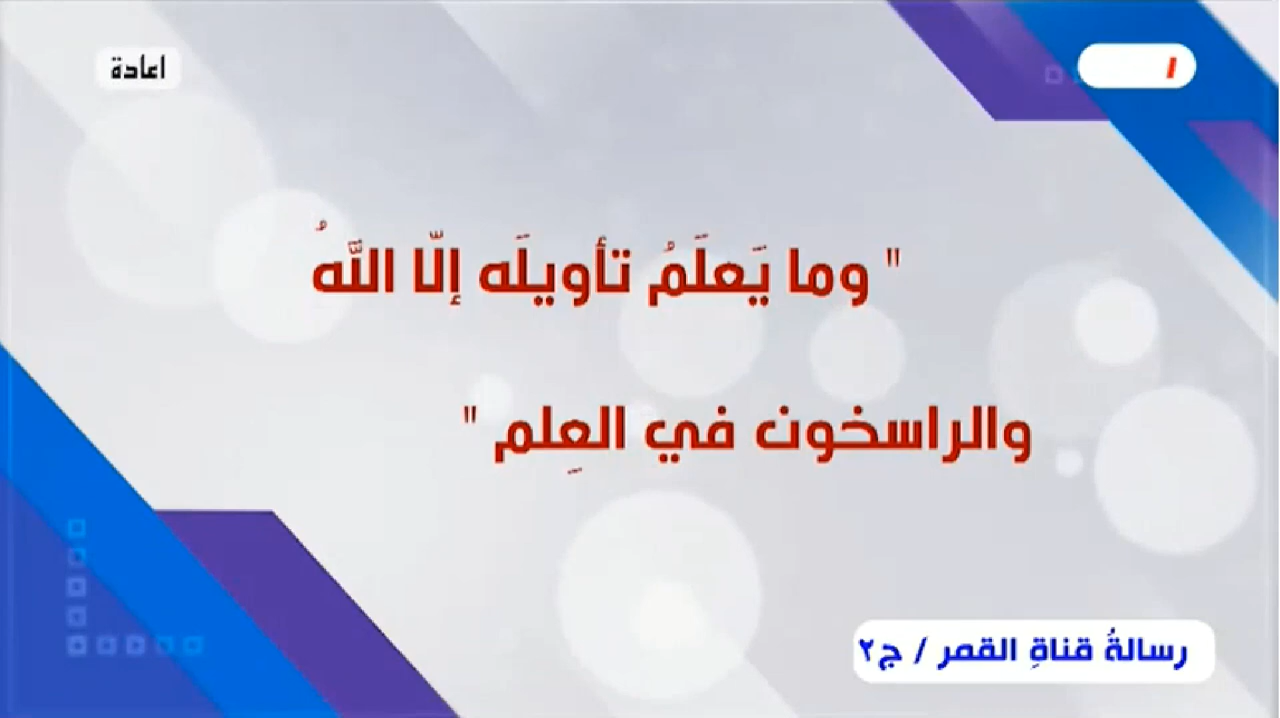 اعادة
" وما يَعلَمُ تأويلَه إلّا اللَّهُ
والراسخون في العِلم "
رسالةُ قناةِ القمر / ج٢